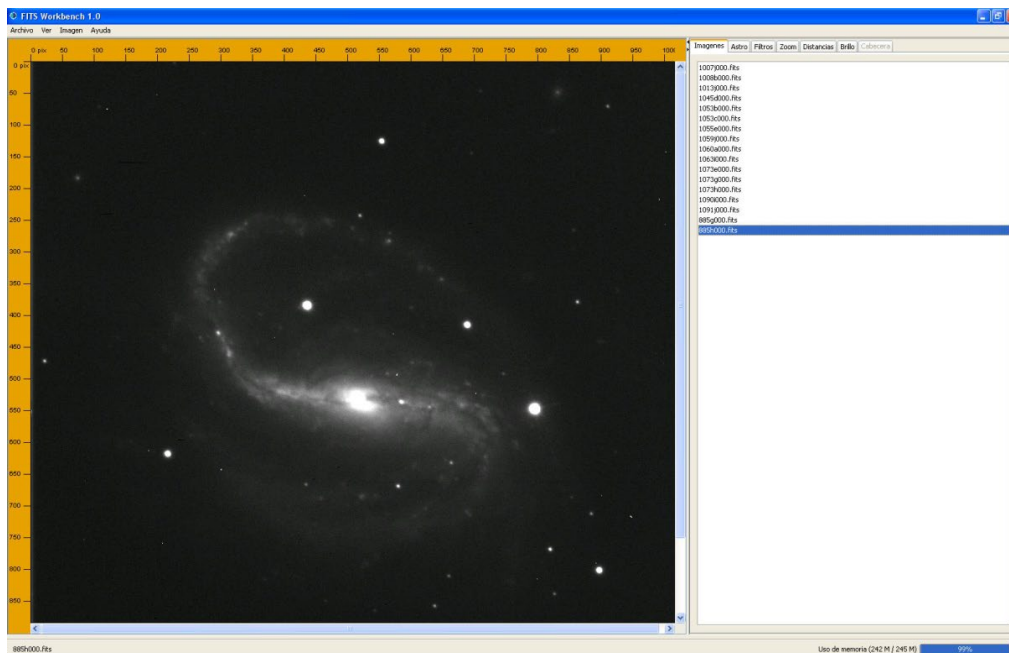 FITS Workbench 1.0
Archivo Ver Imagen Ayuda
0 pix 50 100 150 200 250 300 350 400 450 500 550 600 650 700 750 800 850 900 950 1000
0 pix
50
100
150
200
250
300
350
400
450
500
550
600
650
700
750
800
850
Imagenes Astro Filtros Zoom Distancias Brillo Cabecera
1007j000.fits
1008b000.fits
1013j000.fits
1045d000.fits
1053b000.fits
1053c000.fits
1055e000.fits
1059j000.fits
1060a000.fits
1063i000.fits
1073e000.fits
1073g000.fits
1073h000.fits
1090i000.fits
1091j000.fits
885g000.fits
885h000.fits
885h000.fits
Uso de memoria (242 M / 245 M) 99%